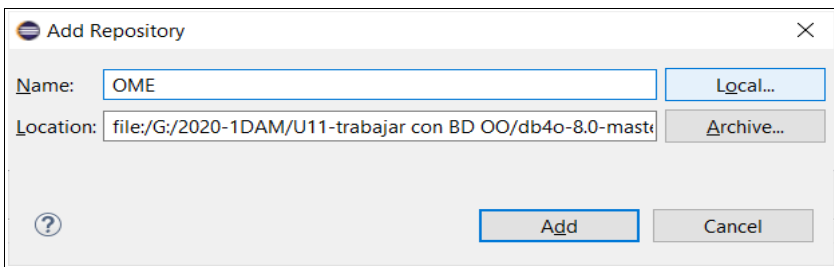 Add Repository
Name: OME Local...
Location: file:/G:/2020-1DAM/U11-trabajar con BD OO/db4o-8.0-maste Archive...
? Add Cancel